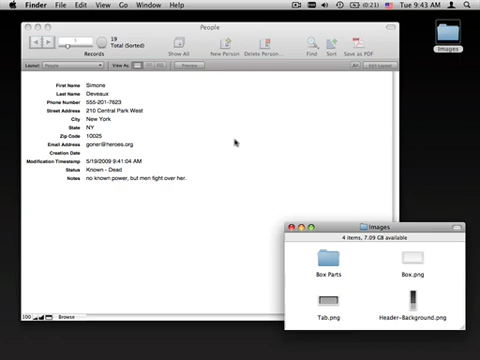 Finder File Edit View Go Window Help (0:21) Tue 9:43 AM
People
1
19
Total (Sorted)
Records
Show All
New Person
Delete Person...
Find
Sort
Save as PDF
Layout: People
View As:
Preview
Aa
Edit Layout
First Name Simone
Last Name Deveaux
Phone Number 555-201-7623
Street Address 210 Central Park West
City New York
State NY
Zip Code 10025
Email Address goner@heroes.org
Creation Date
Modification Timestamp 5/19/2009 9:41:04 AM
Status Known - Dead
Notes no known power, but men fight over her.
100
Browse
Images
Images
4 items, 7.09 GB available
Box Parts
Box.png
Tab.png
Header-Background.png